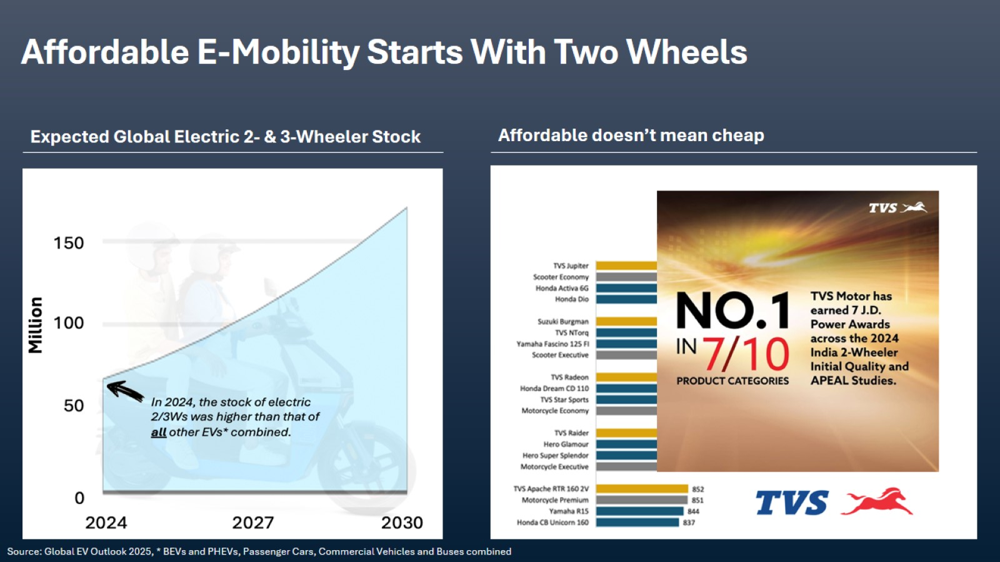 Affordable E-Mobility Starts With Two Wheels
Expected Global Electric 2- & 3-Wheeler Stock
Million
150
100
50
0
2024
2027
2030
In 2024, the stock of electric
2/3Ws was higher than that of
all other EVs* combined.
Affordable doesn’t mean cheap
TVS Jupiter
Scooter Economy
Honda Activa 6G
Honda Dio
Suzuki Burgman
TVS NTorq
Yamaha Fascino 125 FI
Scooter Executive
TVS Radeon
Honda Dream CD 110
TVS Star Sports
Motorcycle Economy
TVS Raider
Hero Glamour
Hero Super Splendor
Motorcycle Executive
TVS Apache RTR 160 2V 852
Motorcycle Premium 851
Yamaha R15 844
Honda CB Unicorn 160 837
TVS
NO.1
IN 7/10
PRODUCT CATEGORIES
TVS Motor has
earned 7 J.D.
Power Awards
across the 2024
India 2-Wheeler
Initial Quality and
APEAL Studies.
TVS
Source: Global EV Outlook 2025, * BEVs and PHEVs, Passenger Cars, Commercial Vehicles and Buses combined